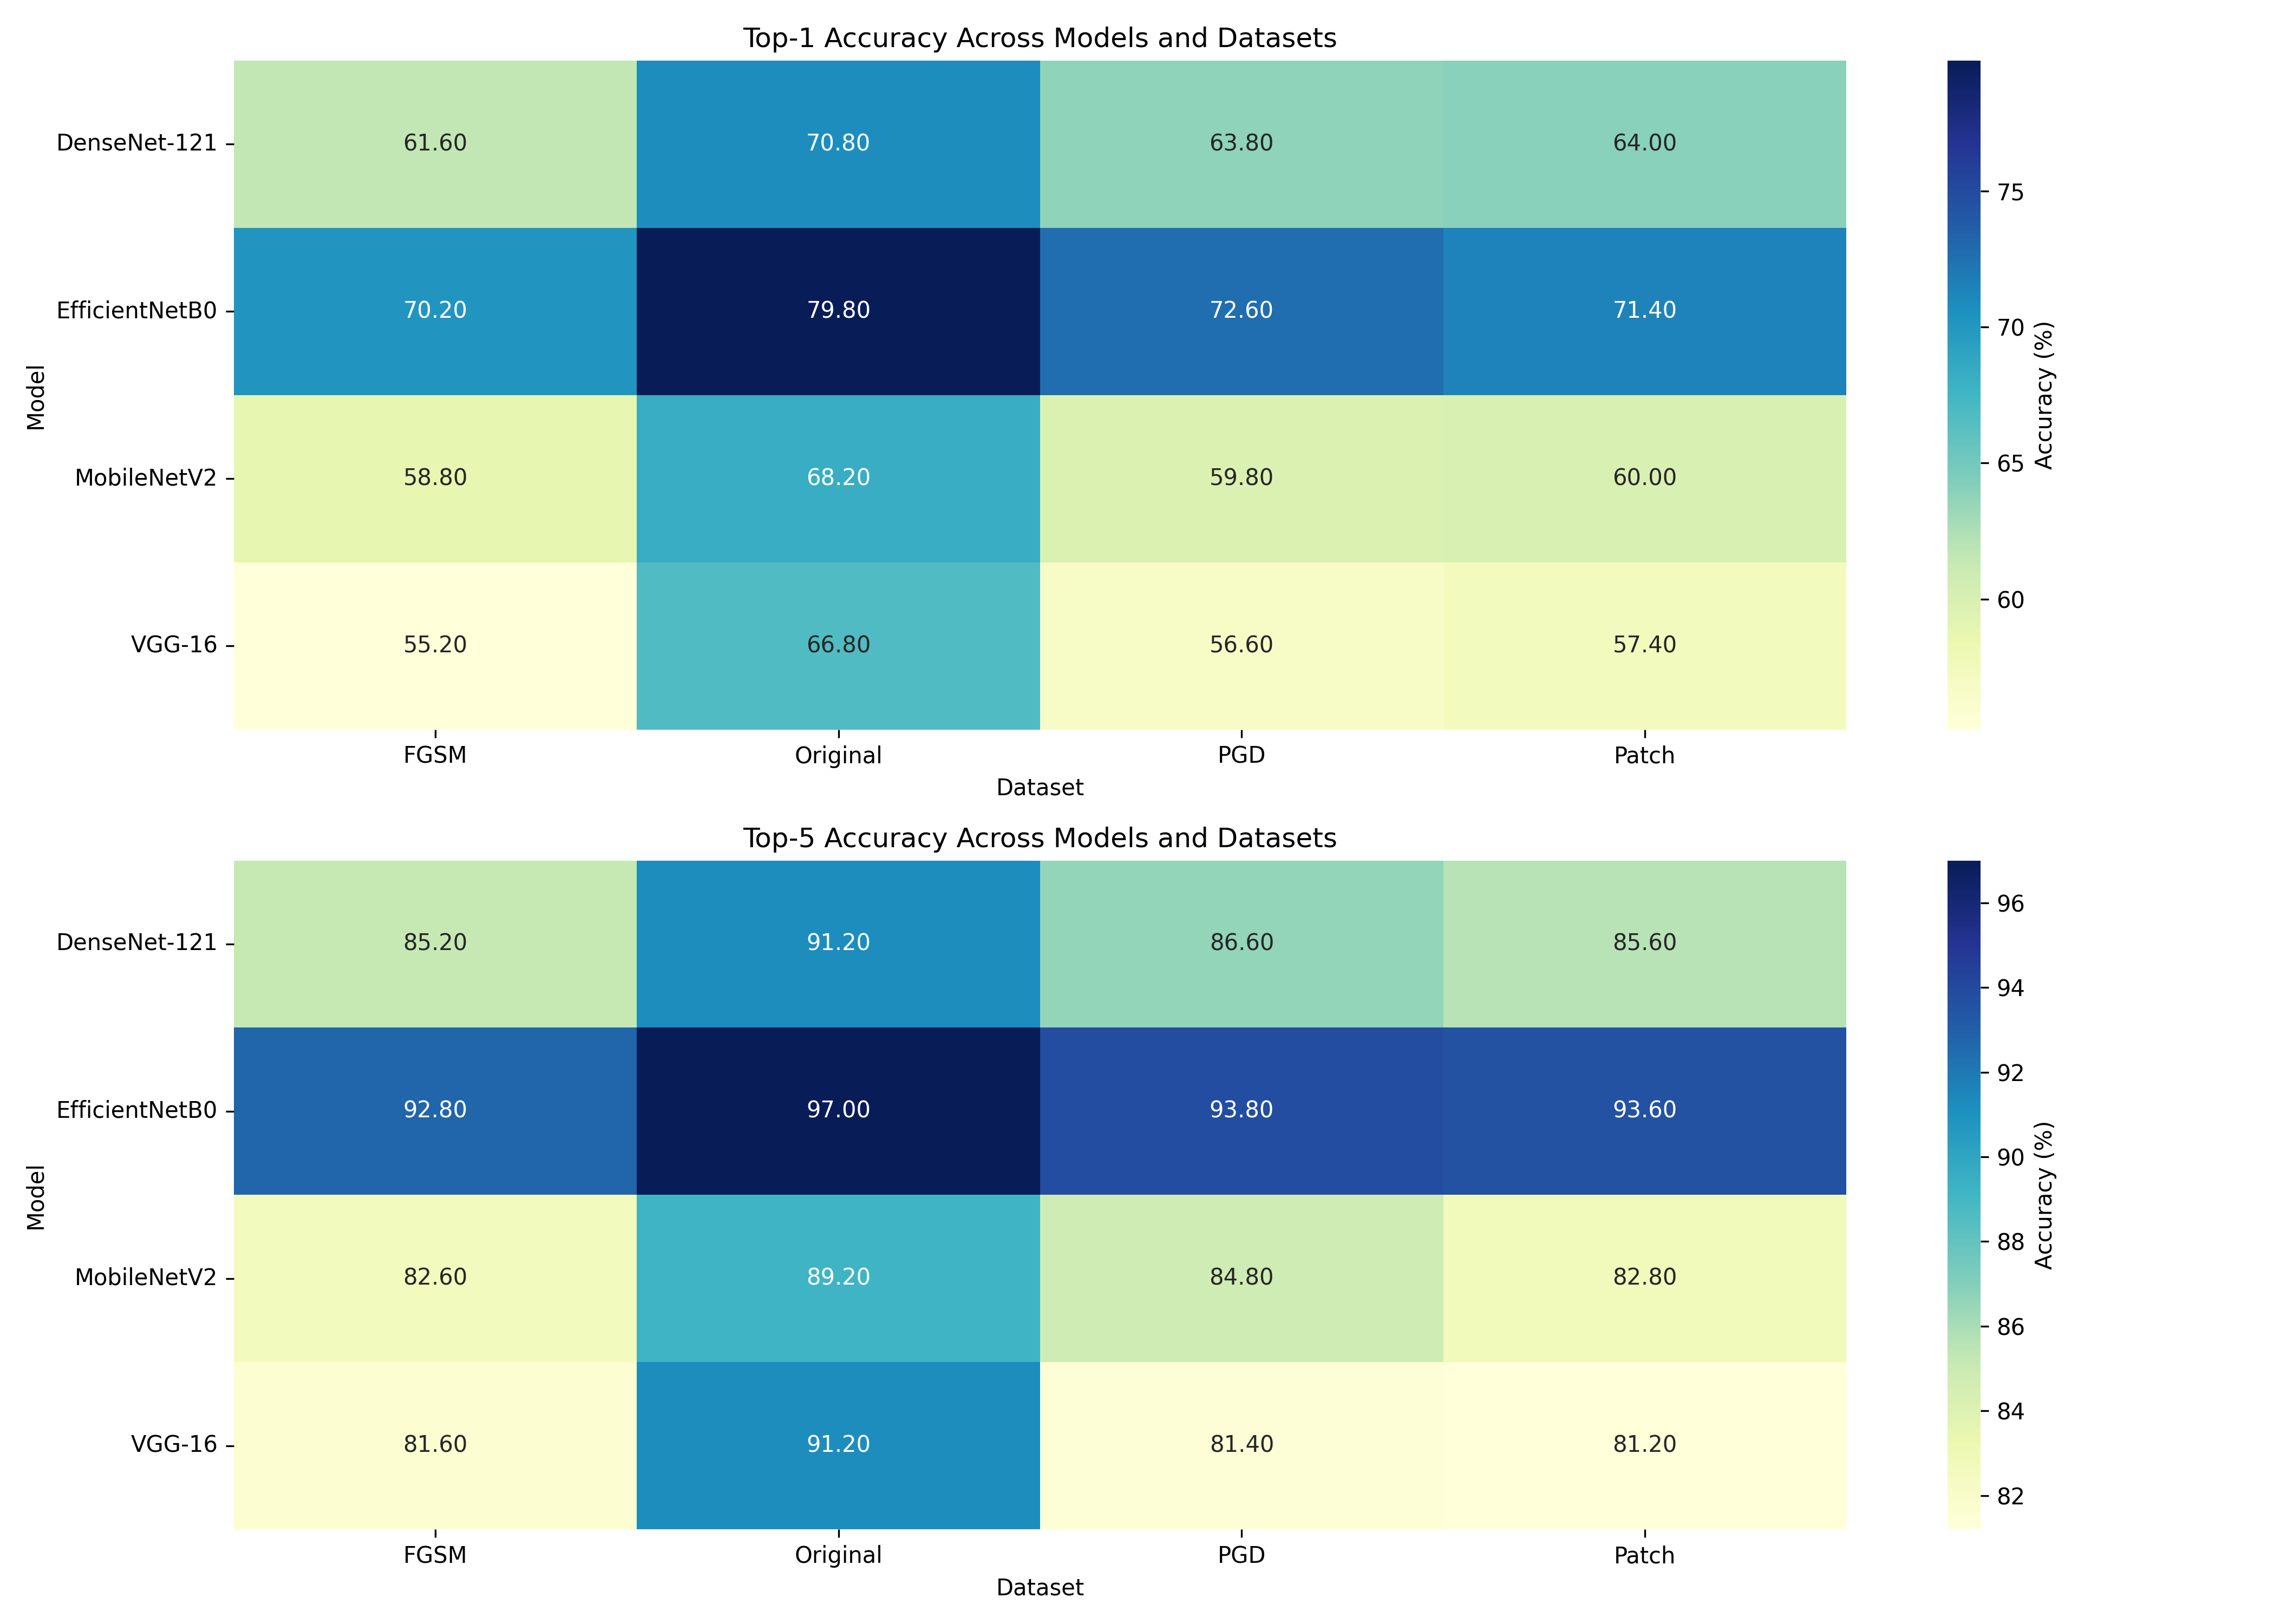 Top-1 Accuracy Across Models and Datasets
DenseNet-121 61.60 70.80 63.80 64.00
EfficientNetB0 70.20 79.80 72.60 71.40
MobileNetV2 58.80 68.20 59.80 60.00
VGG-16 55.20 66.80 56.60 57.40
FGSM Original PGD Patch
Dataset
Model
75
70
65
60
Accuracy (%)
Top-5 Accuracy Across Models and Datasets
DenseNet-121 85.20 91.20 86.60 85.60
EfficientNetB0 92.80 97.00 93.80 93.60
MobileNetV2 82.60 89.20 84.80 82.80
VGG-16 81.60 91.20 81.40 81.20
FGSM Original PGD Patch
Dataset
Model
96
94
92
90
88
86
84
82
Accuracy (%)